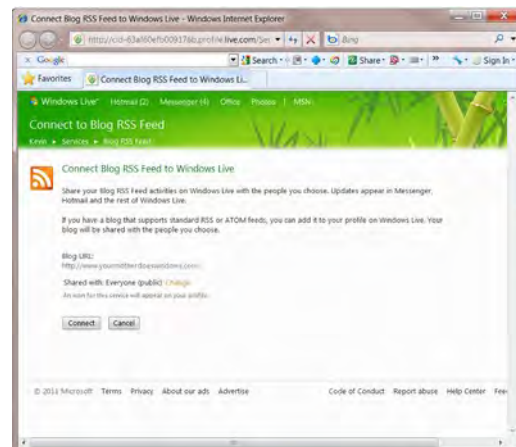 Connect Blog RSS Feed to Windows Live - Windows Internet Explorer
live.com
Bing
Google
Search
Share
Sign In
Favorites
Connect Blog RSS Feed to Windows Li...
Windows Live Hotmail (2) Messenger (4) Office Photos | MSN
Connect to Blog RSS Feed
Kevin ▸ Services ▸ Blog RSS feed
Connect Blog RSS Feed to Windows Live
Share your Blog RSS Feed activities on Windows Live with the people you choose. Updates appear in Messenger,
Hotmail and the rest of Windows Live.
If you have a blog that supports standard RSS or ATOM feeds, you can add it to your profile on Windows Live. Your
blog will be shared with the people you choose.
Blog URL:
Shared with: Everyone (public) Change
An icon for this service will appear on your profile.
Connect Cancel
© 2011 Microsoft Terms Privacy About our ads Advertise Code of Conduct Report abuse Help Center Fee